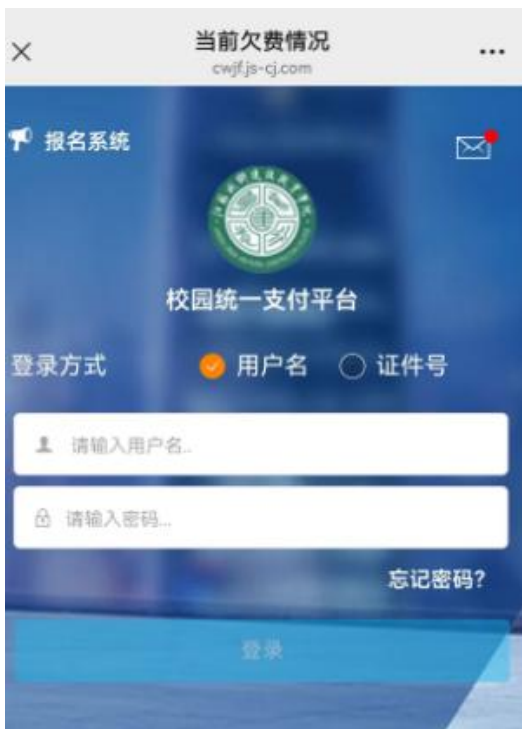 当前欠费情况
cwjf.js-cj.com
报名系统
校园统一支付平台
登录方式 用户名 证件号
请输入用户名..
请输入密码...
忘记密码?
登录